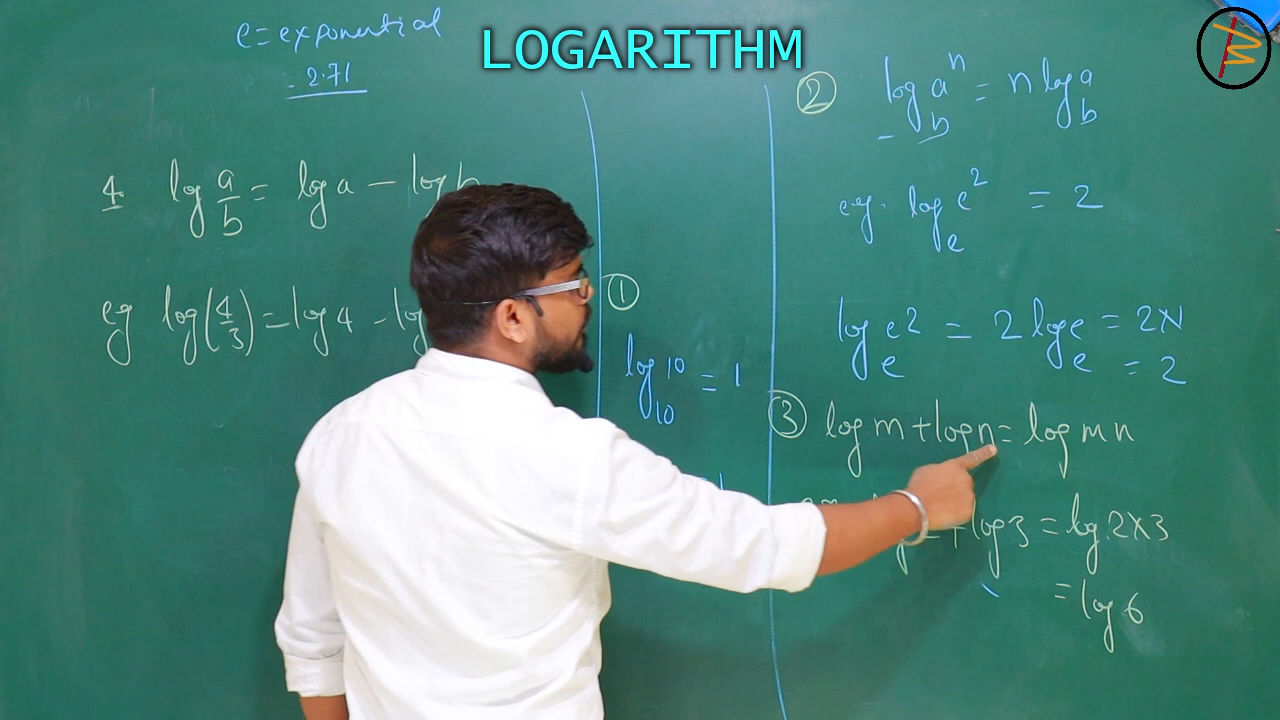 LOGARITHM
e = exponential
- 2.71
4. log a/b = log a - log b
eg log(4/3) = log 4 - log
①
log₁₀ 10 = 1
②
log_b aⁿ = n log_b a
eg. log_e e² = 2
log_e e² = 2 log_e e = 2×1
= 2
③ log m + log n = log mn
+ log 3 = log 2×3
= log 6